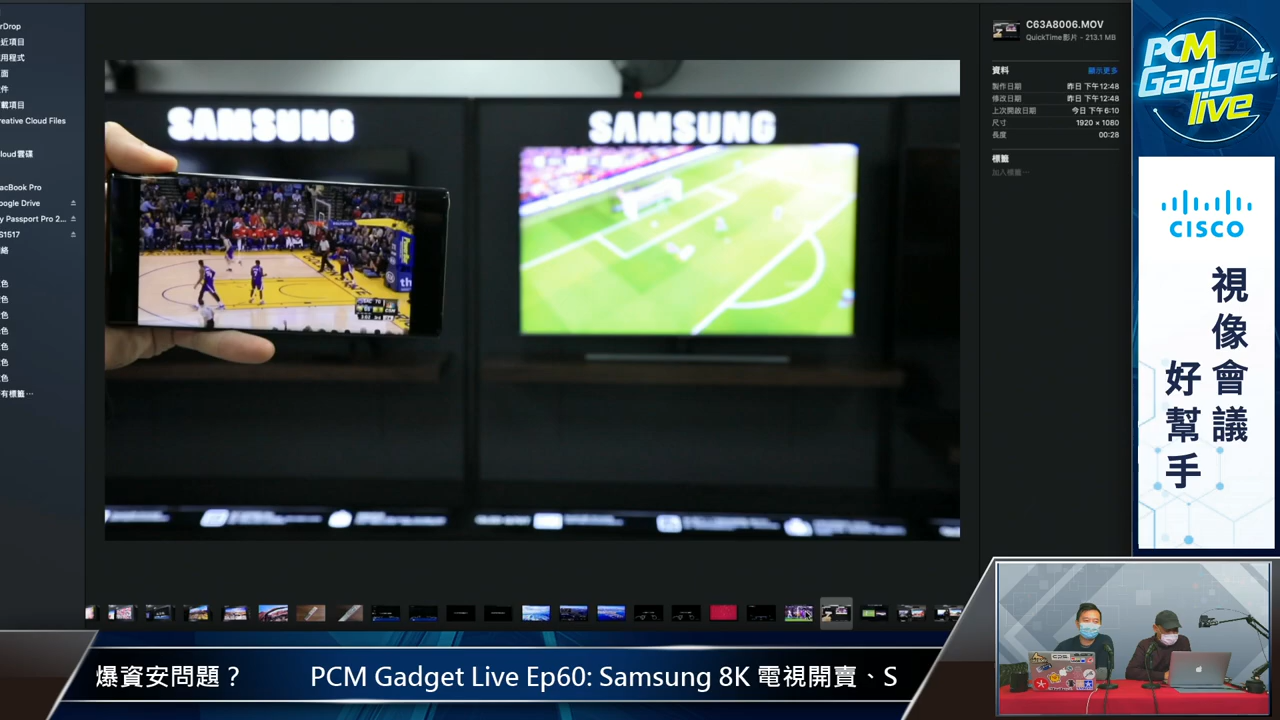 rDrop
近項目
用程式
面
件
載項目
reative Cloud Files
loud雲碟
acBook Pro
oogle Drive
y Passport Pro 2...
S1617
絡
色
色
色
色
色
色
色
有標籤…
SAMSUNG
SAMSUNG
C63A8006.MOV
QuickTime影片 - 213.1 MB
資料
顯示更多
製作日期
昨日 下午12:48
修改日期
昨日 下午12:48
上次開啟日期
今日 下午6:10
尺寸
1920 × 1080
長度
00:28
標籤
加入標籤…
PCM
Gadget
live
CISCO
視像會議
好幫手
爆資安問題？
PCM Gadget Live Ep60: Samsung 8K 電視開賣、S